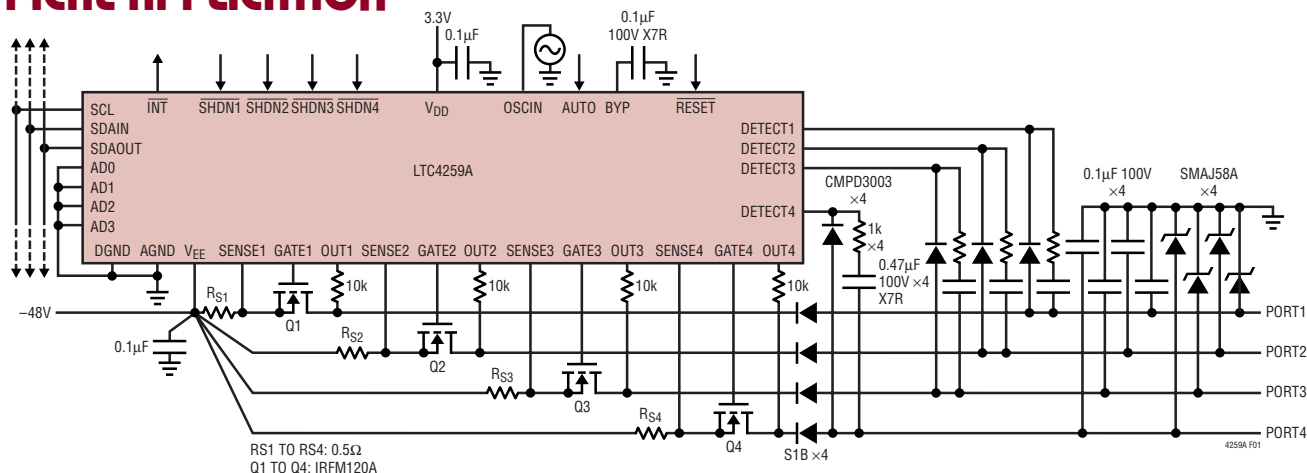 3.3V
0.1µF
0.1µF
100V X7R
SCL
SDAIN
SDAOUT
AD0
AD1
AD2
AD3
INT
SHDN1 SHDN2 SHDN3 SHDN4
VDD
OSCIN
AUTO BYP
RESET
DETECT1
DETECT2
DETECT3
DETECT4
LTC4259A
DGND AGND VEE SENSE1 GATE1 OUT1 SENSE2 GATE2 OUT2 SENSE3 GATE3 OUT3 SENSE4 GATE4 OUT4
CMPD3003
×4
1k
×4
0.47µF
100V ×4
X7R
0.1µF 100V
×4
SMAJ58A
×4
10k
10k
10k
10k
–48V
0.1µF
RS1
Q1
RS2
Q2
RS3
Q3
RS4
Q4
S1B ×4
PORT1
PORT2
PORT3
PORT4
RS1 TO RS4: 0.5Ω
Q1 TO Q4: IRFM120A
4259A F01